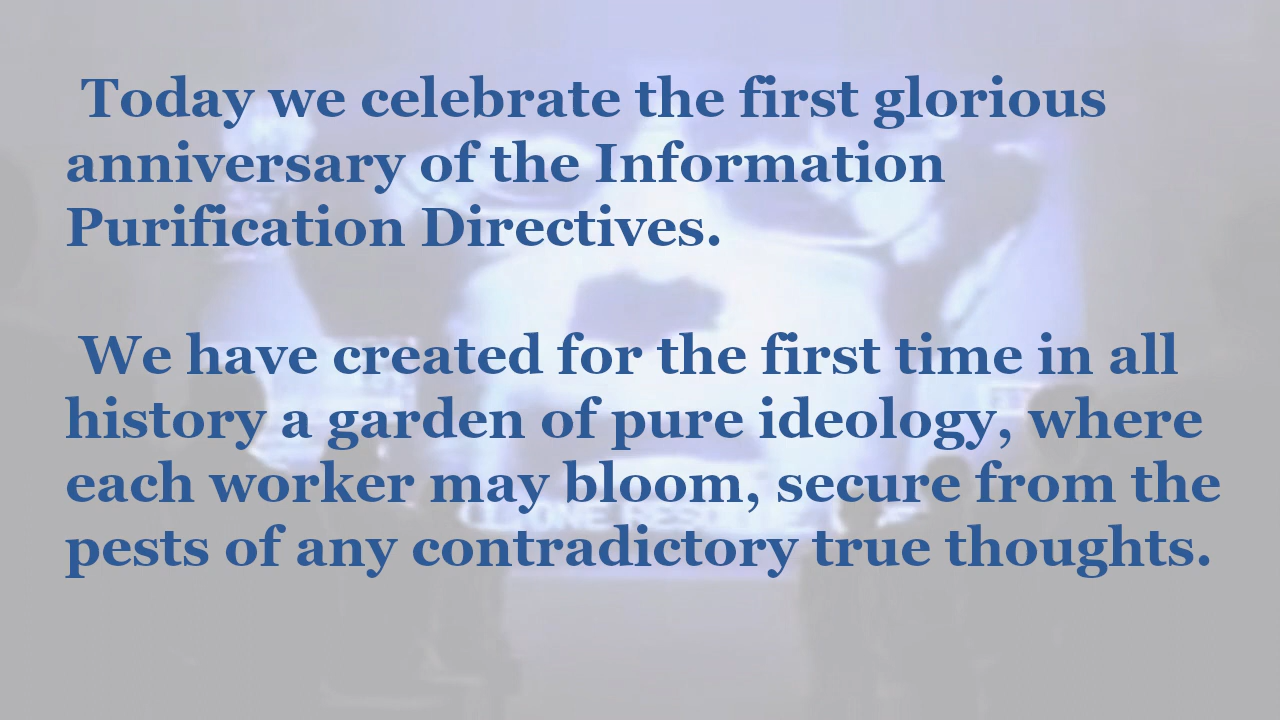 Today we celebrate the first glorious
anniversary of the Information
Purification Directives.
We have created for the first time in all
history a garden of pure ideology, where
each worker may bloom, secure from the
pests of any contradictory true thoughts.